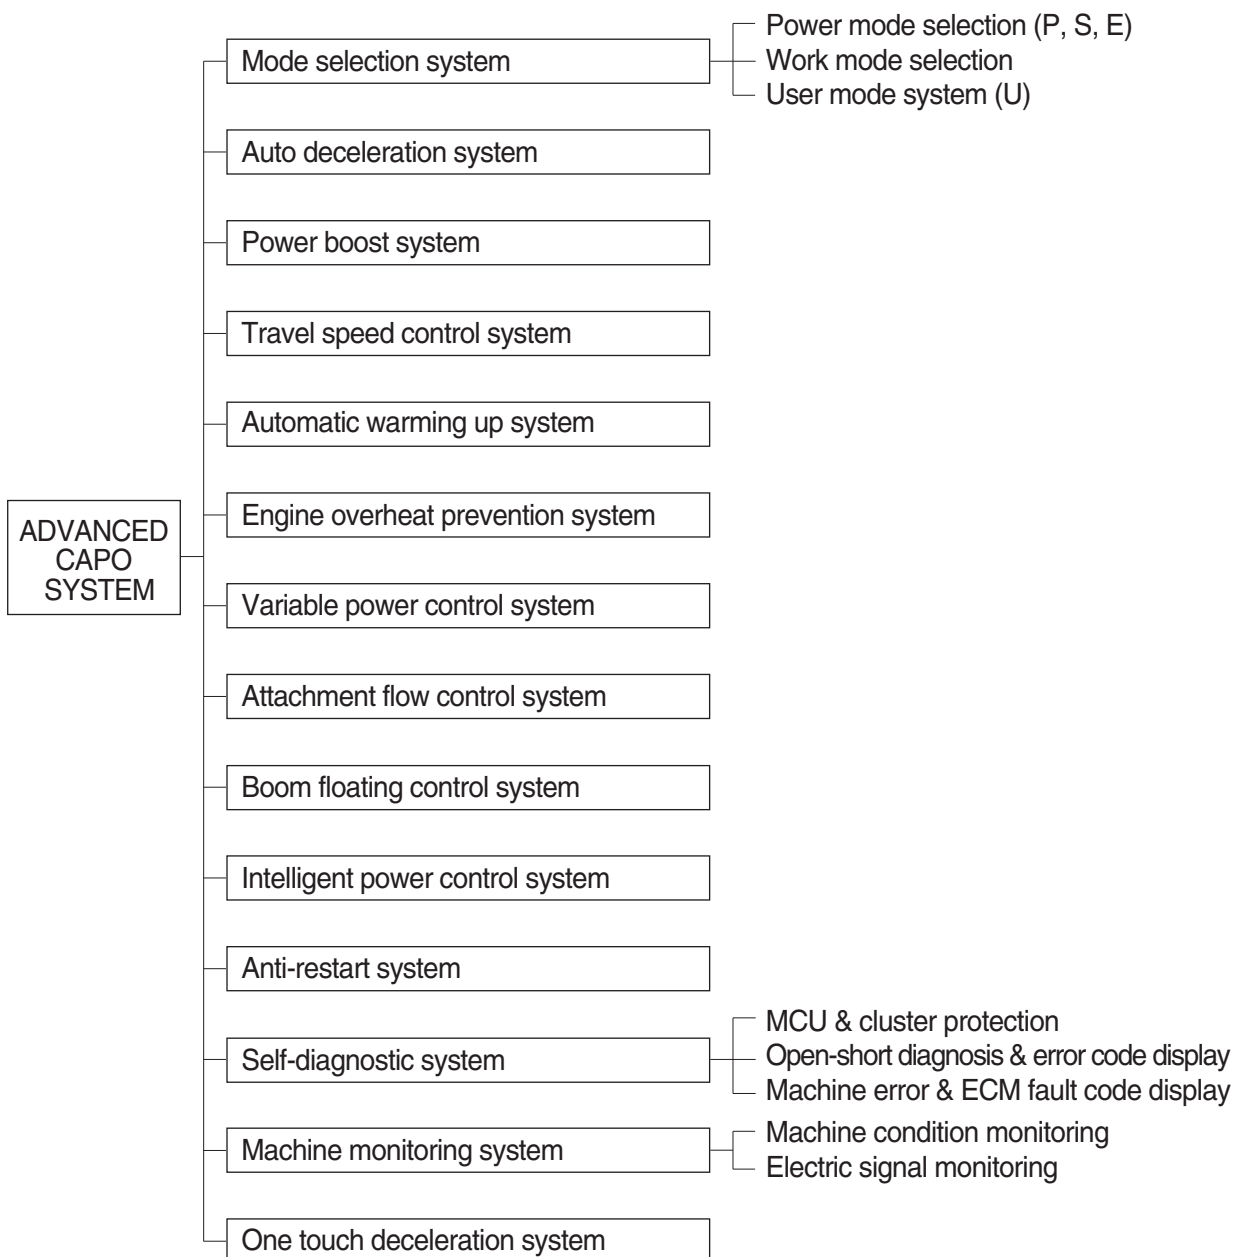 Power mode selection (P, S, E)
Mode selection system
Work mode selection
User mode system (U)
Auto deceleration system
Power boost system
Travel speed control system
Automatic warming up system
Engine overheat prevention system
ADVANCED
CAPO
SYSTEM
Variable power control system
Attachment flow control system
Boom floating control system
Intelligent power control system
Anti-restart system
MCU & cluster protection
Self-diagnostic system
Open-short diagnosis & error code display
Machine error & ECM fault code display
Machine monitoring system
Machine condition monitoring
Electric signal monitoring
One touch deceleration system